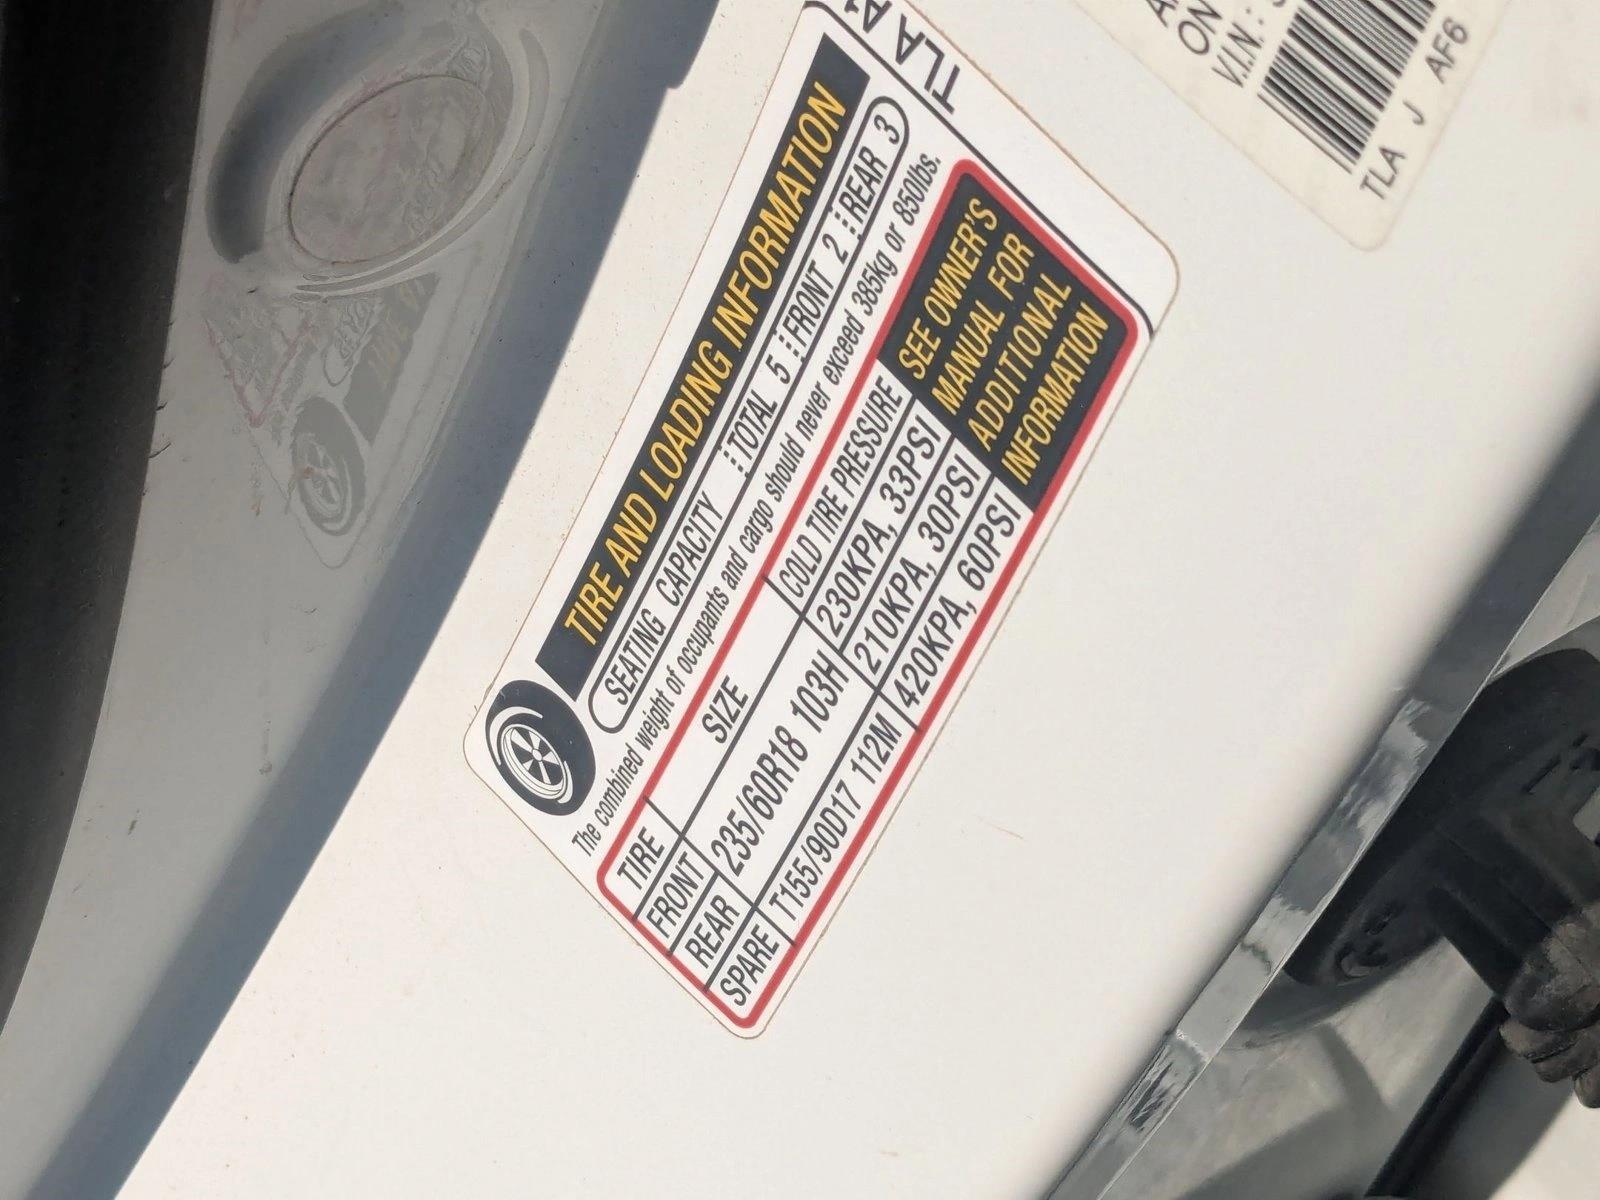 TIRE AND LOADING INFORMATION
SEATING CAPACITY TOTAL 5 FRONT 2 REAR 3
The combined weight of occupants and cargo should never exceed 385kg or 850lbs.
TIRE SIZE COLD TIRE PRESSURE
FRONT 235/60R18 103H 230KPA, 33PSI
REAR 210KPA, 30PSI
SPARE T155/90D17 112M 420KPA, 60PSI
SEE OWNER'S
MANUAL FOR
ADDITIONAL
INFORMATION
TLA
ON
V.I.N.:
TLA J AF6